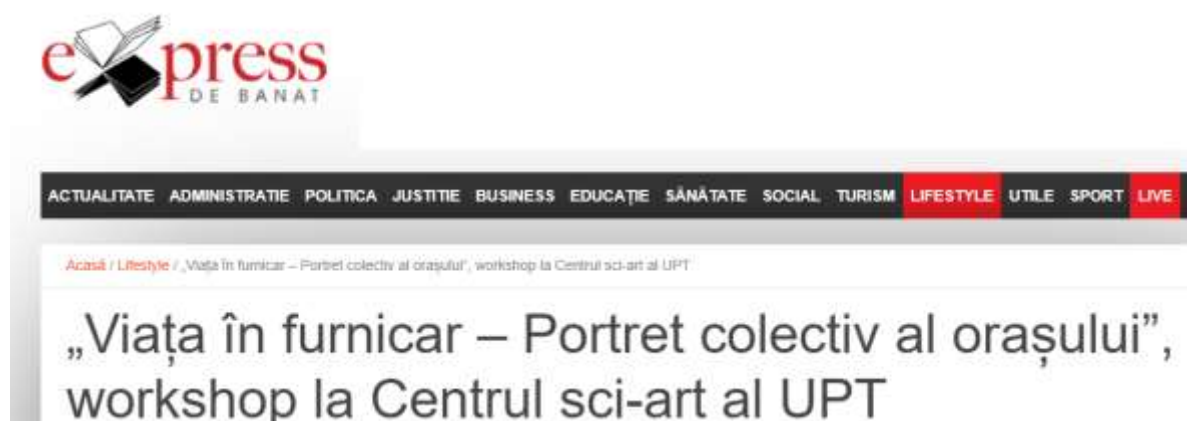 express
DE BANAT
ACTUALITATE ADMINISTRATIE POLITICA JUSTITIE BUSINESS EDUCAȚIE SĂNĂTATE SOCIAL TURISM LIFESTYLE UTILE SPORT LIVE
Acasă / Lifestyle / „Viața în furnicar – Portret colectiv al orașului”, workshop la Centrul sci-art al UPT
„Viața în furnicar – Portret colectiv al orașului”,
workshop la Centrul sci-art al UPT